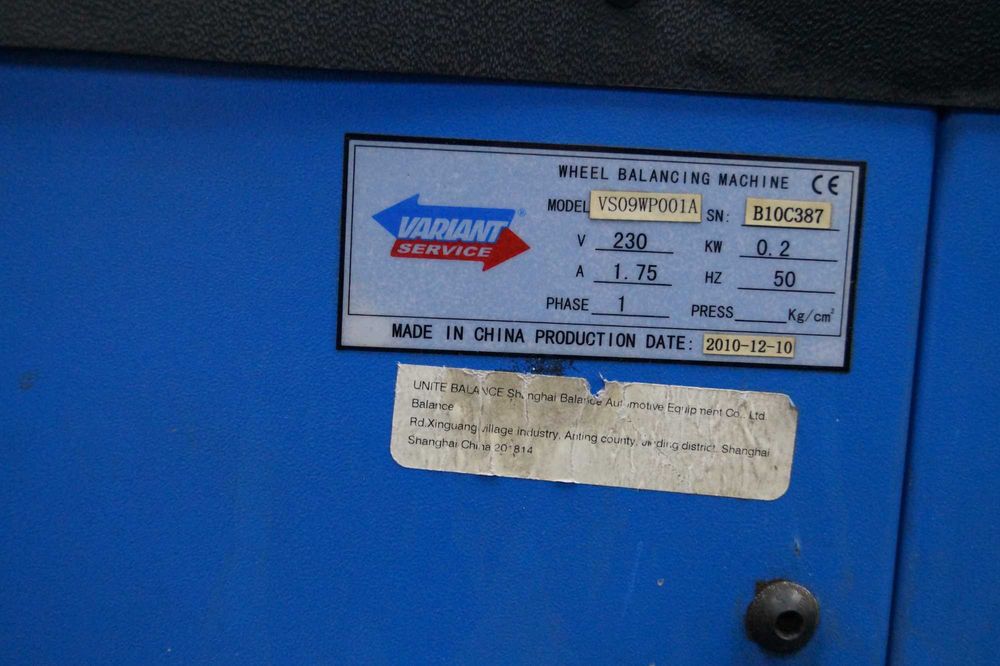 WHEEL BALANCING MACHINE CE
VARIANT®
SERVICE
MODEL VS09WP001A SN: B10C387
V 230 KW 0.2
A 1.75 HZ 50
PHASE 1 PRESS Kg/cm²
MADE IN CHINA PRODUCTION DATE: 2010-12-10
UNITE BALANCE Shanghai Balance Automotive Equipment Co., Ltd.
Balance
Rd.Xinguang village industry, Anting county, district, Shanghai
Shanghai China 201814